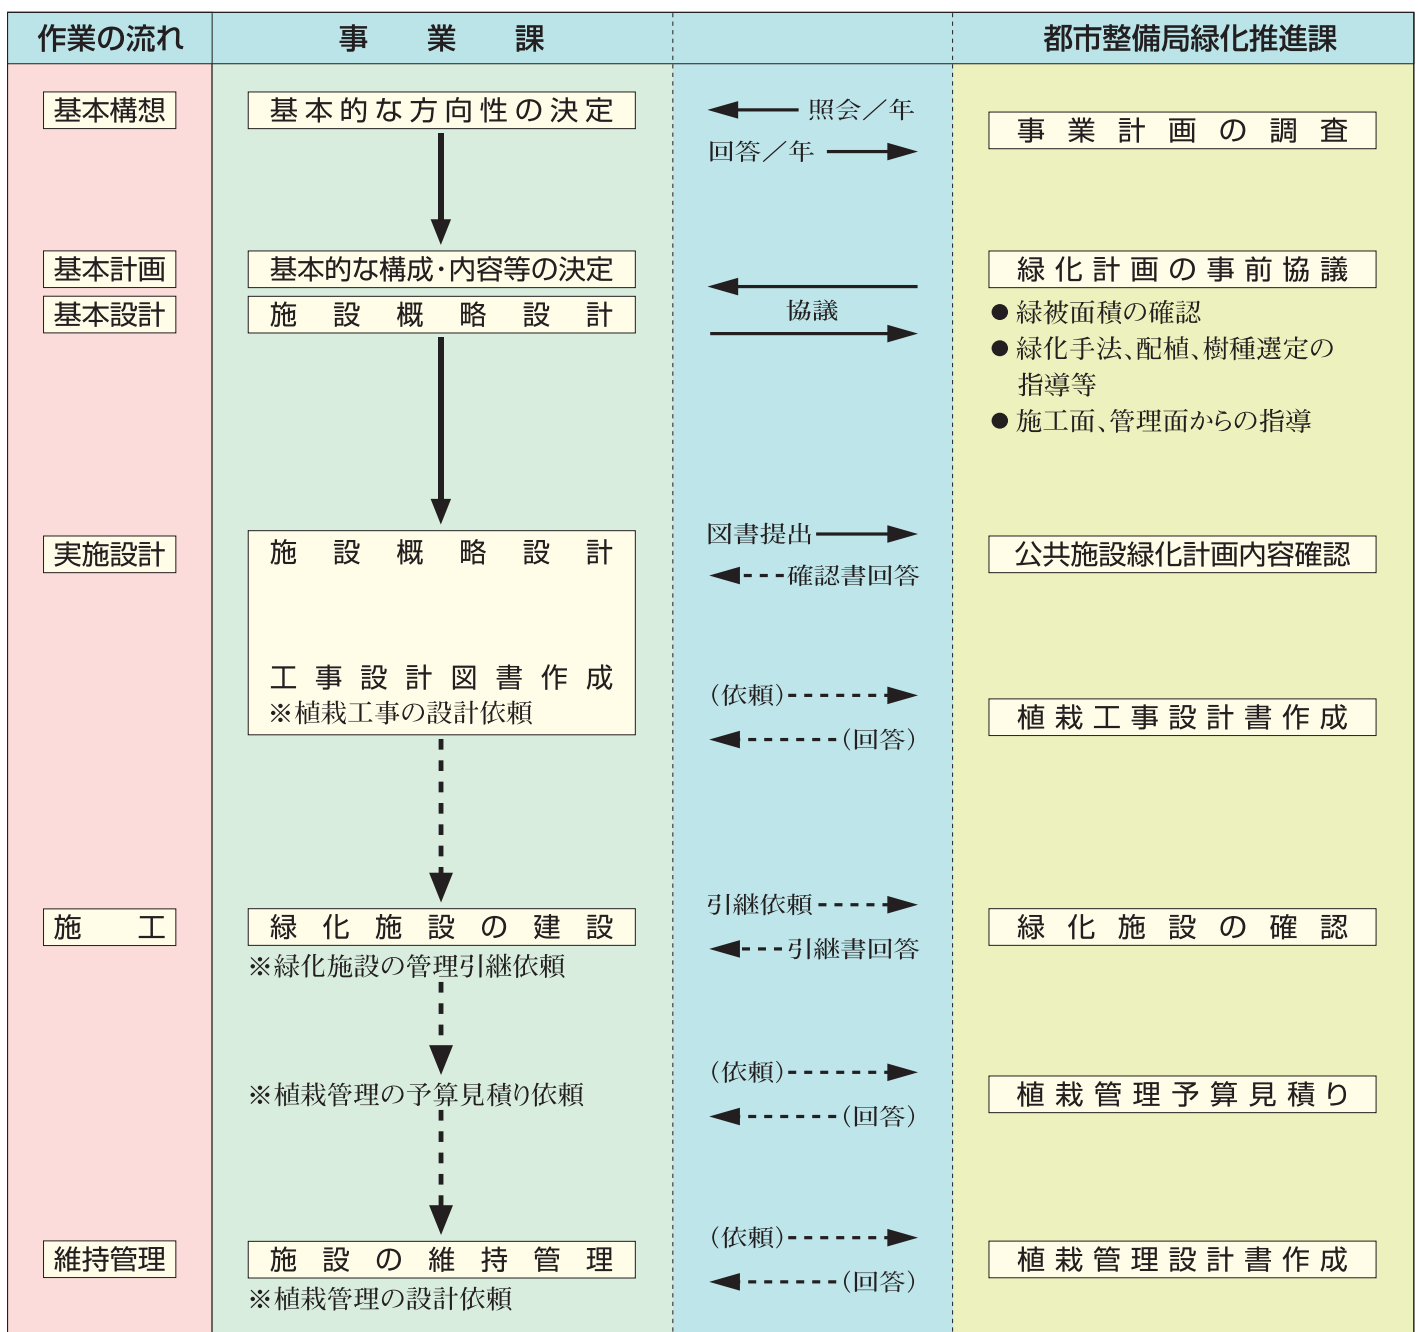 作業の流れ
事業課
都市整備局緑化推進課
基本構想
基本的な方向性の決定
照会／年
回答／年
事業計画の調査
基本計画
基本的な構成・内容等の決定
緑化計画の事前協議
基本設計
施設概略設計
協議
●緑被面積の確認
●緑化手法、配植、樹種選定の
指導等
●施工面、管理面からの指導
実施設計
施設概略設計
図書提出
確認書回答
公共施設緑化計画内容確認
工事設計図書作成
※植栽工事の設計依頼
（依頼）
（回答）
植栽工事設計書作成
施工
緑化施設の建設
※緑化施設の管理引継依頼
引継依頼
引継書回答
緑化施設の確認
※植栽管理の予算見積り依頼
（依頼）
（回答）
植栽管理予算見積り
維持管理
施設の維持管理
※植栽管理の設計依頼
（依頼）
（回答）
植栽管理設計書作成